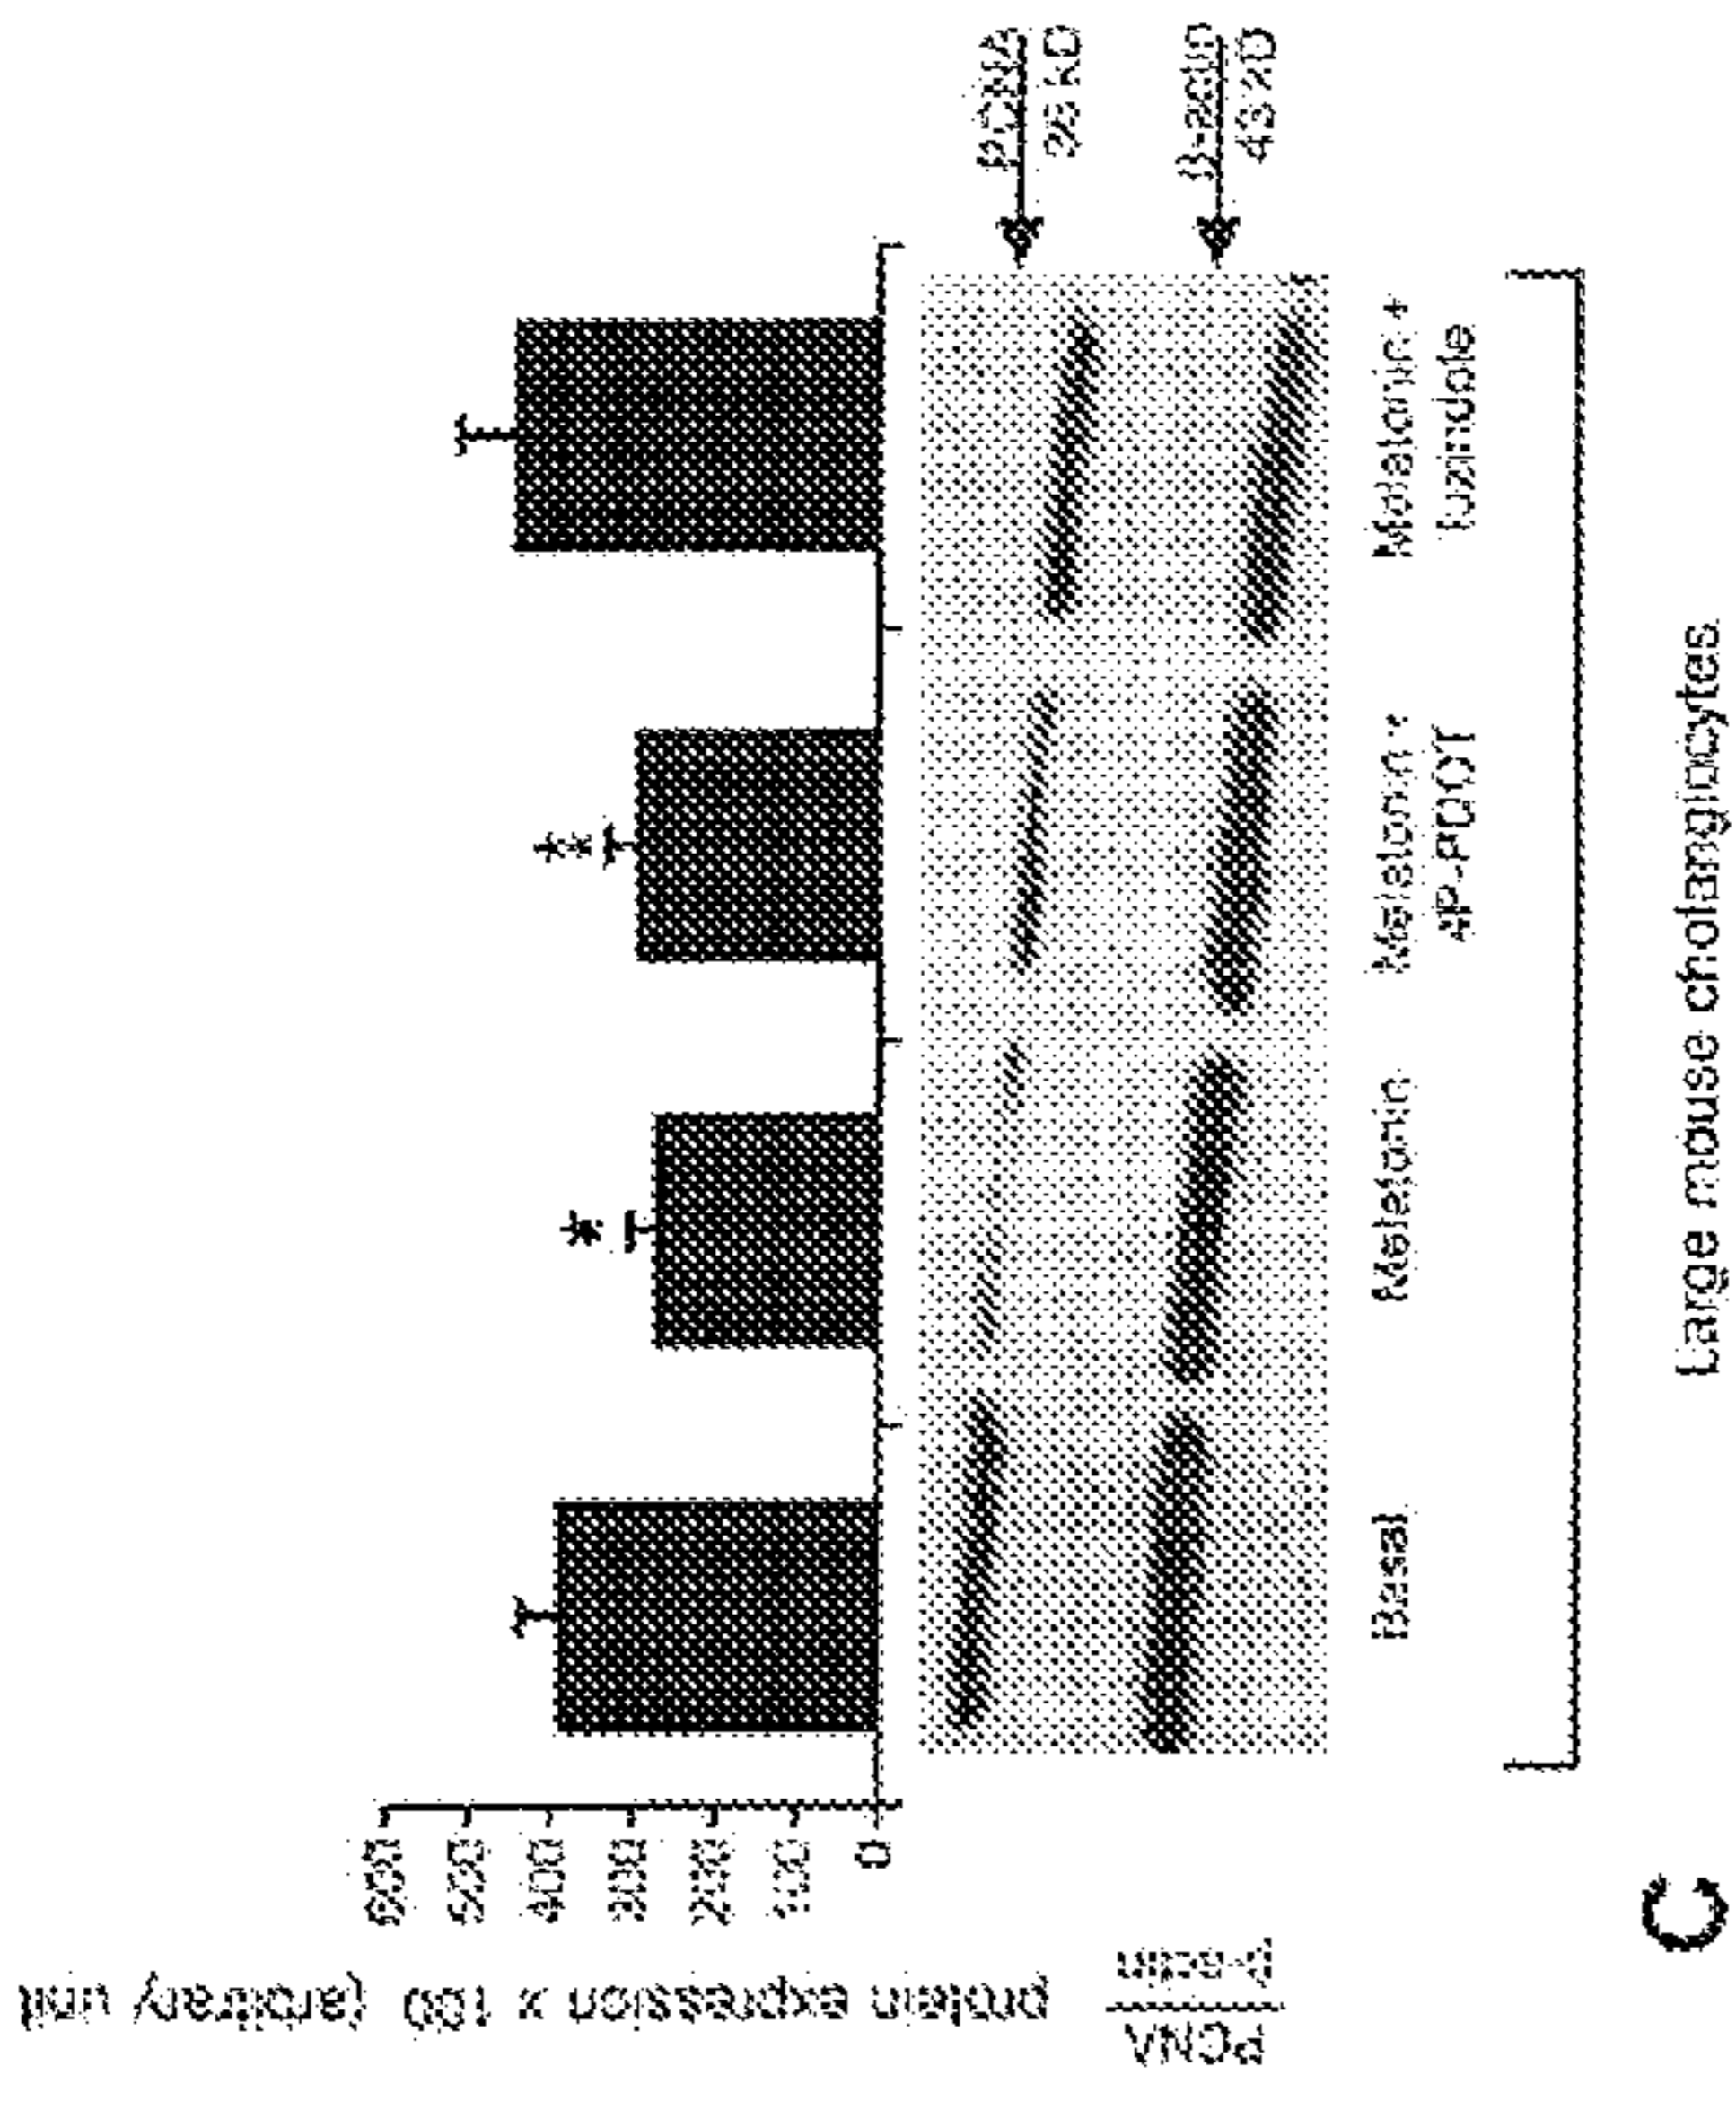 PCNA
β-actin
protein expression x 100 (arbitrary unit
600
500
400
300
200
100
0
*
*
PCNA
β-actin
43 kD
Basal
Melatonin
Melatonin +
4P-PDOT
Melatonin +
luzindole
Large mouse cholangiocytes
C